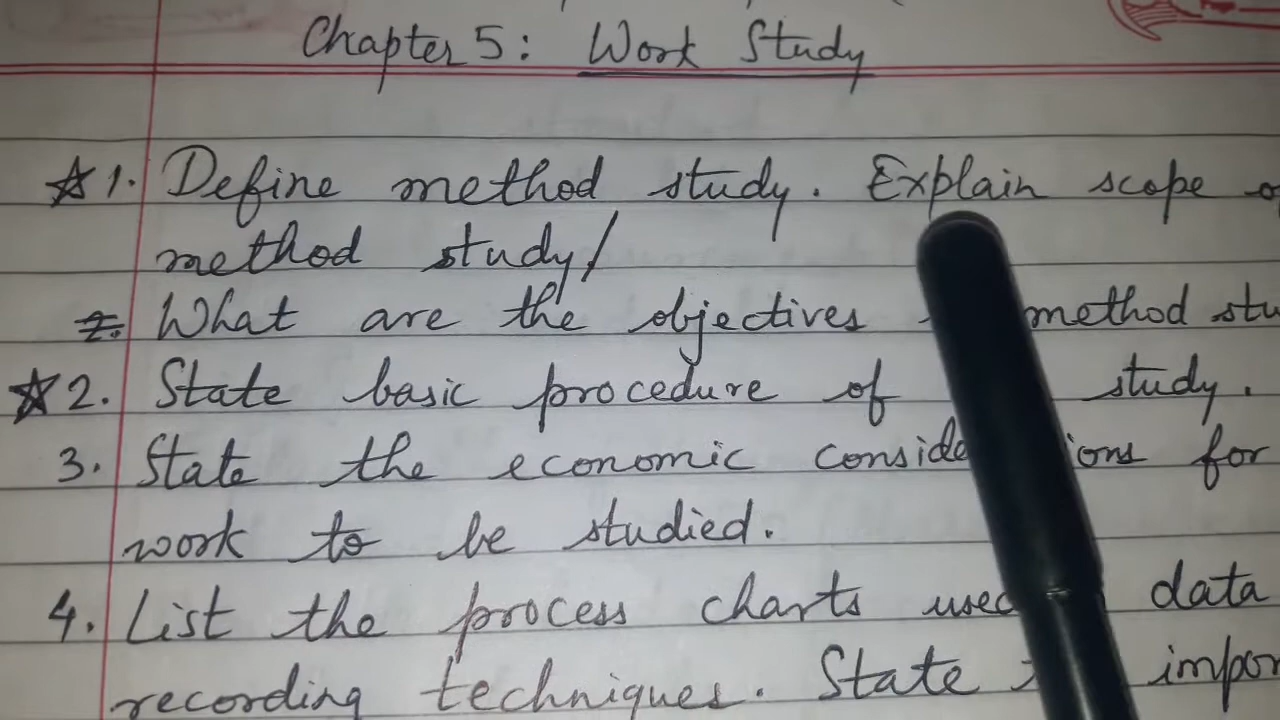 Chapter 5: Work Study
☆1. Define method study. Explain scope
method study/
2. What are the objectives method
☆2. State basic procedure of study.
3. State the economic for
work to be studied.
4. List the process charts data
recording techniques. State